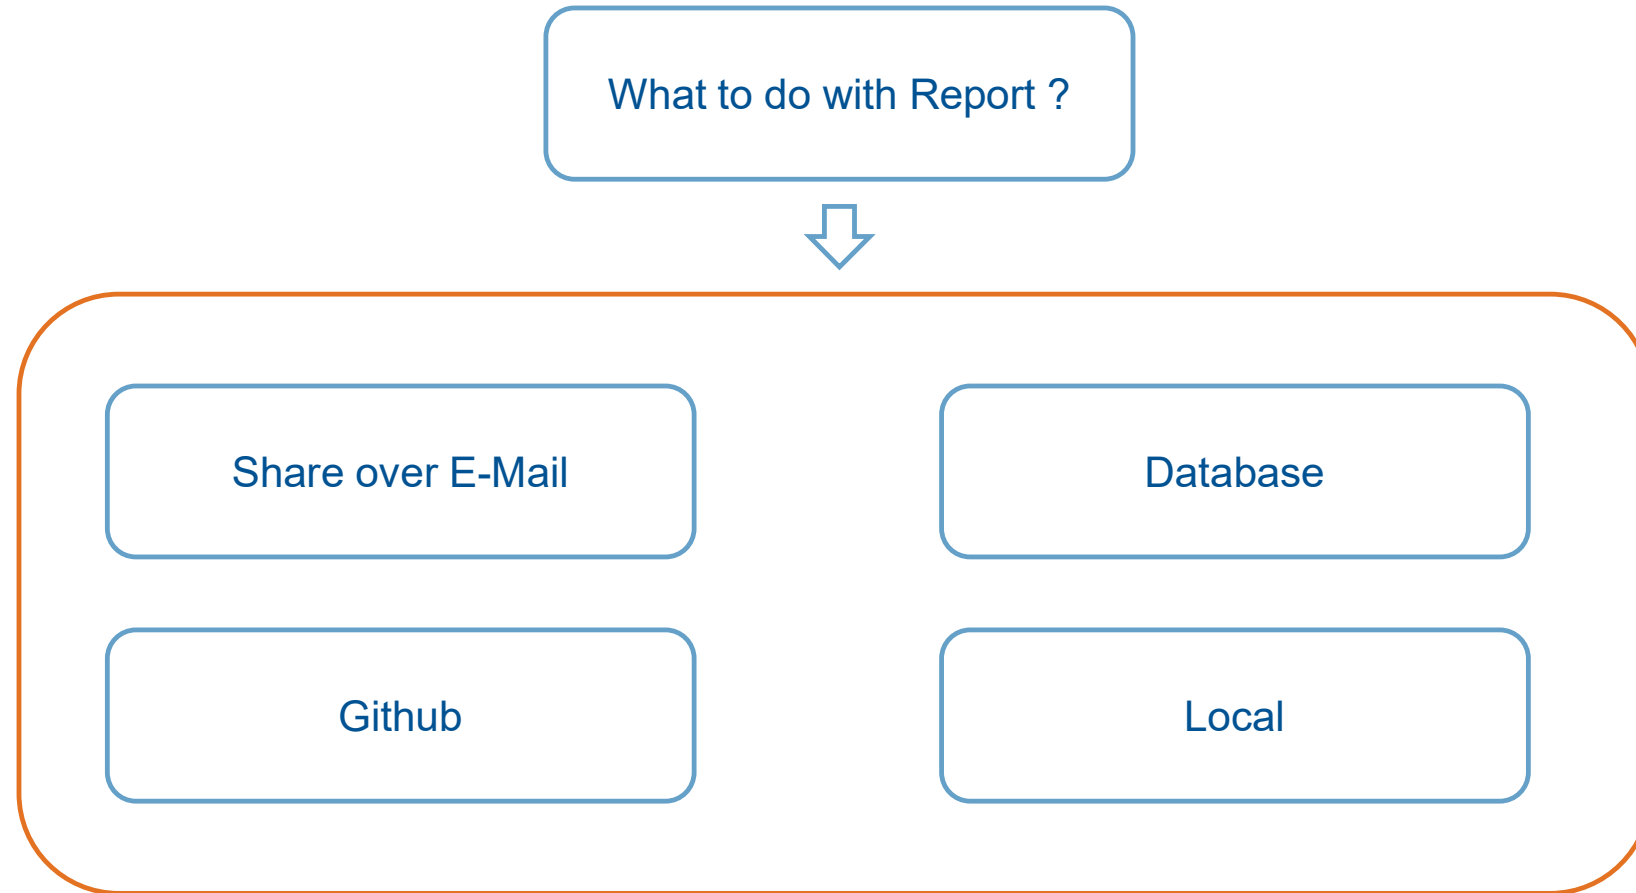 What to do with Report ?
Share over E-Mail
Database
Github
Local